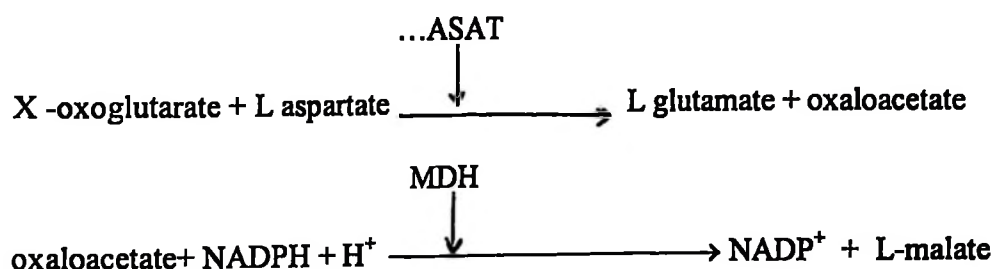 ...ASAT
X -oxoglutarate + L aspartate ⟶ L glutamate + oxaloacetate
MDH
oxaloacetate+ NADPH + H⁺ ⟶ NADP⁺ + L-malate